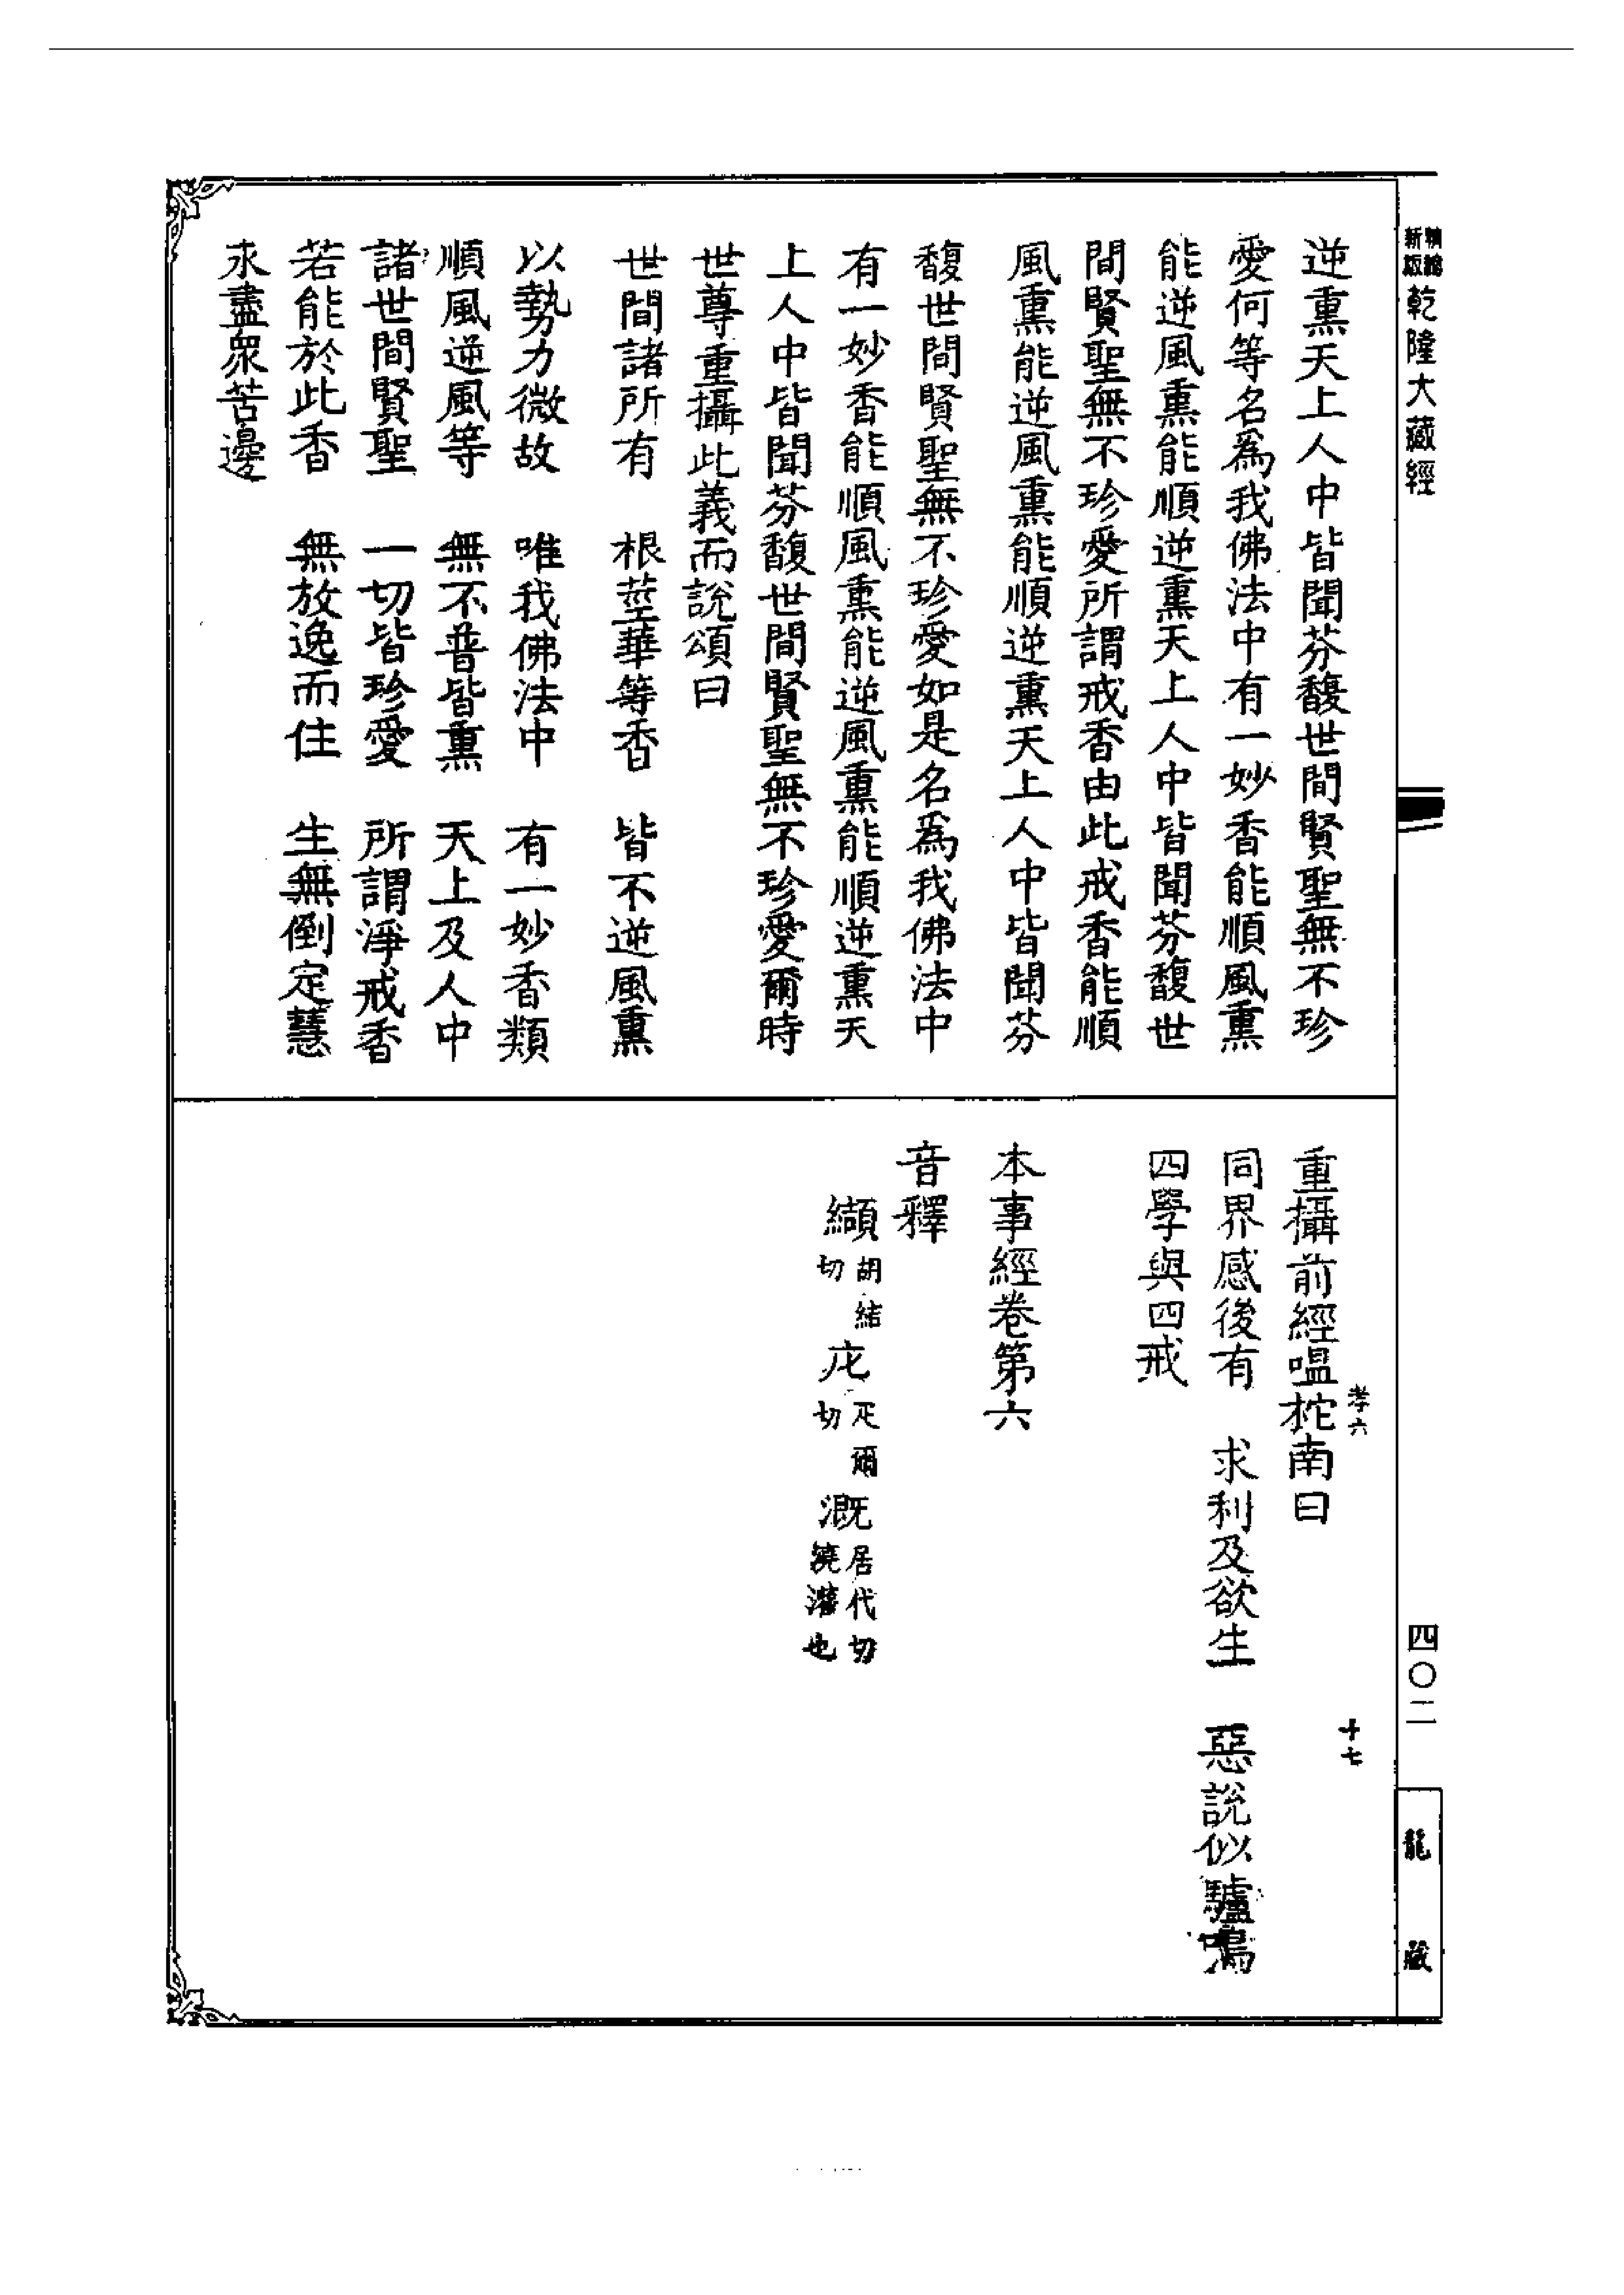 新編縮版乾隆大藏經
逆熏天上人中皆聞芬馥世間賢聖無不珍
愛何等名爲我佛法中有一妙香能順風熏
能逆風熏能順逆熏天上人中皆聞芬馥世
間賢聖無不珍愛所謂戒香由此戒香能順
風熏能逆風熏能順逆熏天上人中皆聞芬
馥世間賢聖無不珍愛如是名爲我佛法中
有一妙香能順風熏能逆風熏能順逆熏天
上人中皆聞芬馥世間賢聖無不珍愛爾時
世尊重攝此義而說頌曰
世間諸所有　根莖華等香　皆不逆風熏
以勢力微故　唯我佛法中　有一妙香類
順風逆風等　無不普皆熏　天上及人中
諸世間賢聖　一切皆珍愛　所謂淨戒香
若能於此香　無放逸而住　生無倒定慧
永盡眾苦邊
孝六
十七
重攝前經嗢柁南曰
同界感後有　求利及欲生　惡說似驢鳴
四學與四戒
本事經卷第六
音釋
纈胡結切庀疋爾切溉居代切澆灌也
四〇二
龍藏